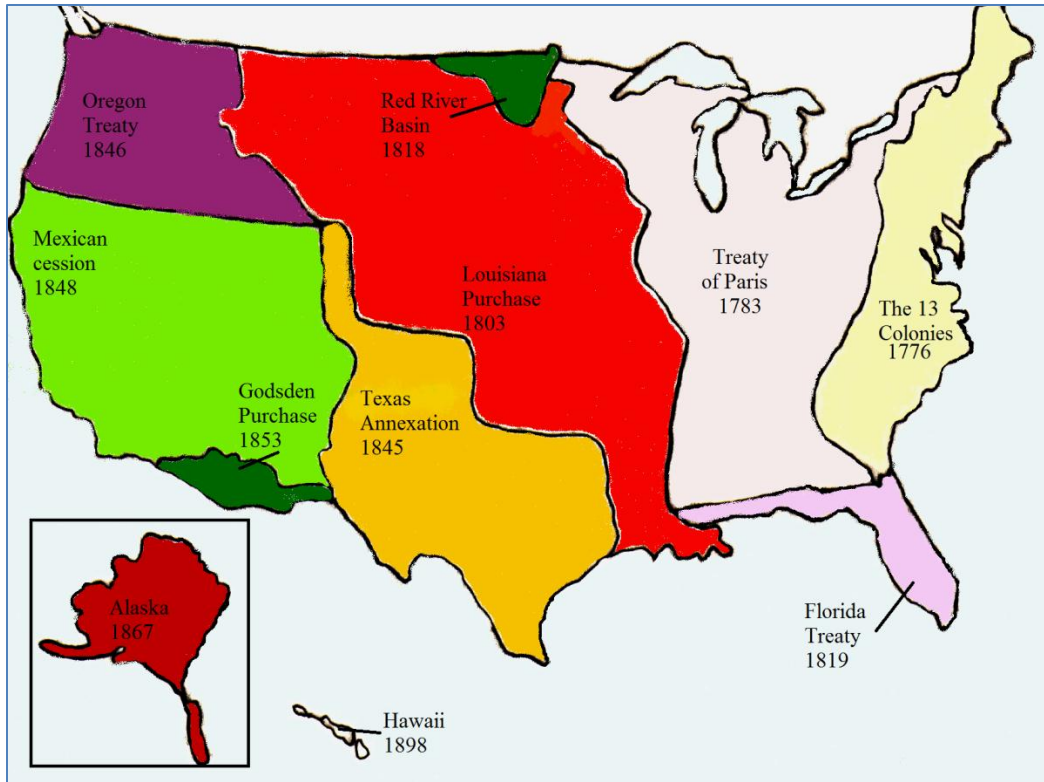 Oregon
Treaty
1846
Red River
Basin
1818
Mexican
cession
1848
Louisiana
Purchase
1803
Treaty
of Paris
1783
The 13
Colonies
1776
Godsden
Purchase
1853
Texas
Annexation
1845
Alaska
1867
Florida
Treaty
1819
Hawaii
1898